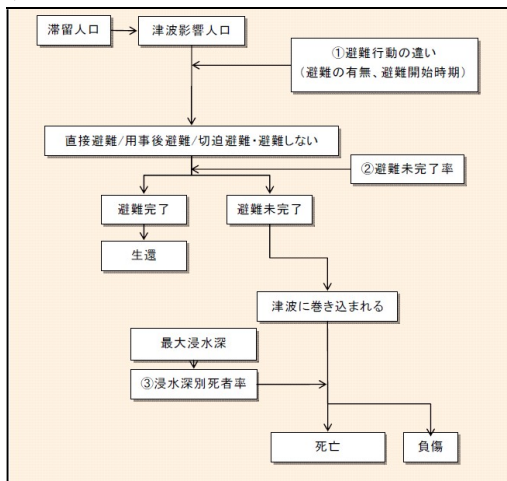 滞留人口
津波影響人口
①避難行動の違い
（避難の有無、避難開始時期）
直接避難/用事後避難/切迫避難・避難しない
②避難未完了率
避難完了
避難未完了
生還
津波に巻き込まれる
最大浸水深
③浸水深別死者率
死亡
負傷